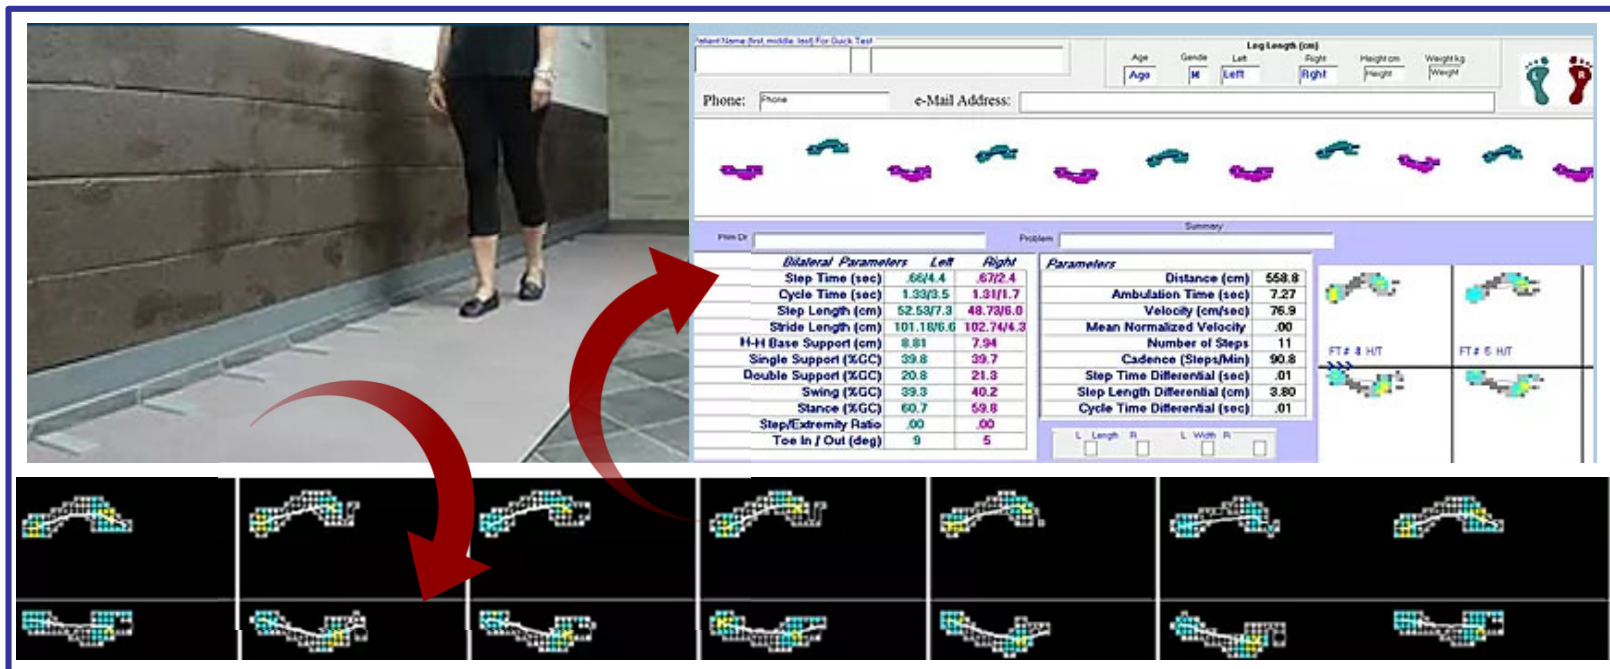 Patient Name (first, middle, last) For Quick Test
Leg Length (cm)
Age Gende Left Right Height cm Weight kg
Age M Left Right Height Weight
L R
Phone: Phone e-Mail Address:
Summary
Prim Dr Problem
Bilateral Parameters Left Right
Step Time (sec) .66/4.4 .67/2.4
Cycle Time (sec) 1.33/3.5 1.31/1.7
Step Length (cm) 52.53/7.3 48.73/6.0
Stride Length (cm) 101.18/6.6 102.74/4.3
H-H Base Support (cm) 8.81 7.94
Single Support (%GC) 39.8 39.7
Double Support (%GC) 20.8 21.3
Swing (%GC) 39.3 40.2
Stance (%GC) 60.7 59.8
Step/Extremity Ratio .00 .00
Toe In / Out (deg) 9 5
Parameters
Distance (cm) 558.8
Ambulation Time (sec) 7.27
Velocity (cm/sec) 76.9
Mean Normalized Velocity .00
Number of Steps 11
Cadence (Steps/Min) 90.8
Step Time Differential (sec) .01
Step Length Differential (cm) 3.80
Cycle Time Differential (sec) .01
L Length R L Width R
FT# 4 H/T FT# 5 H/T